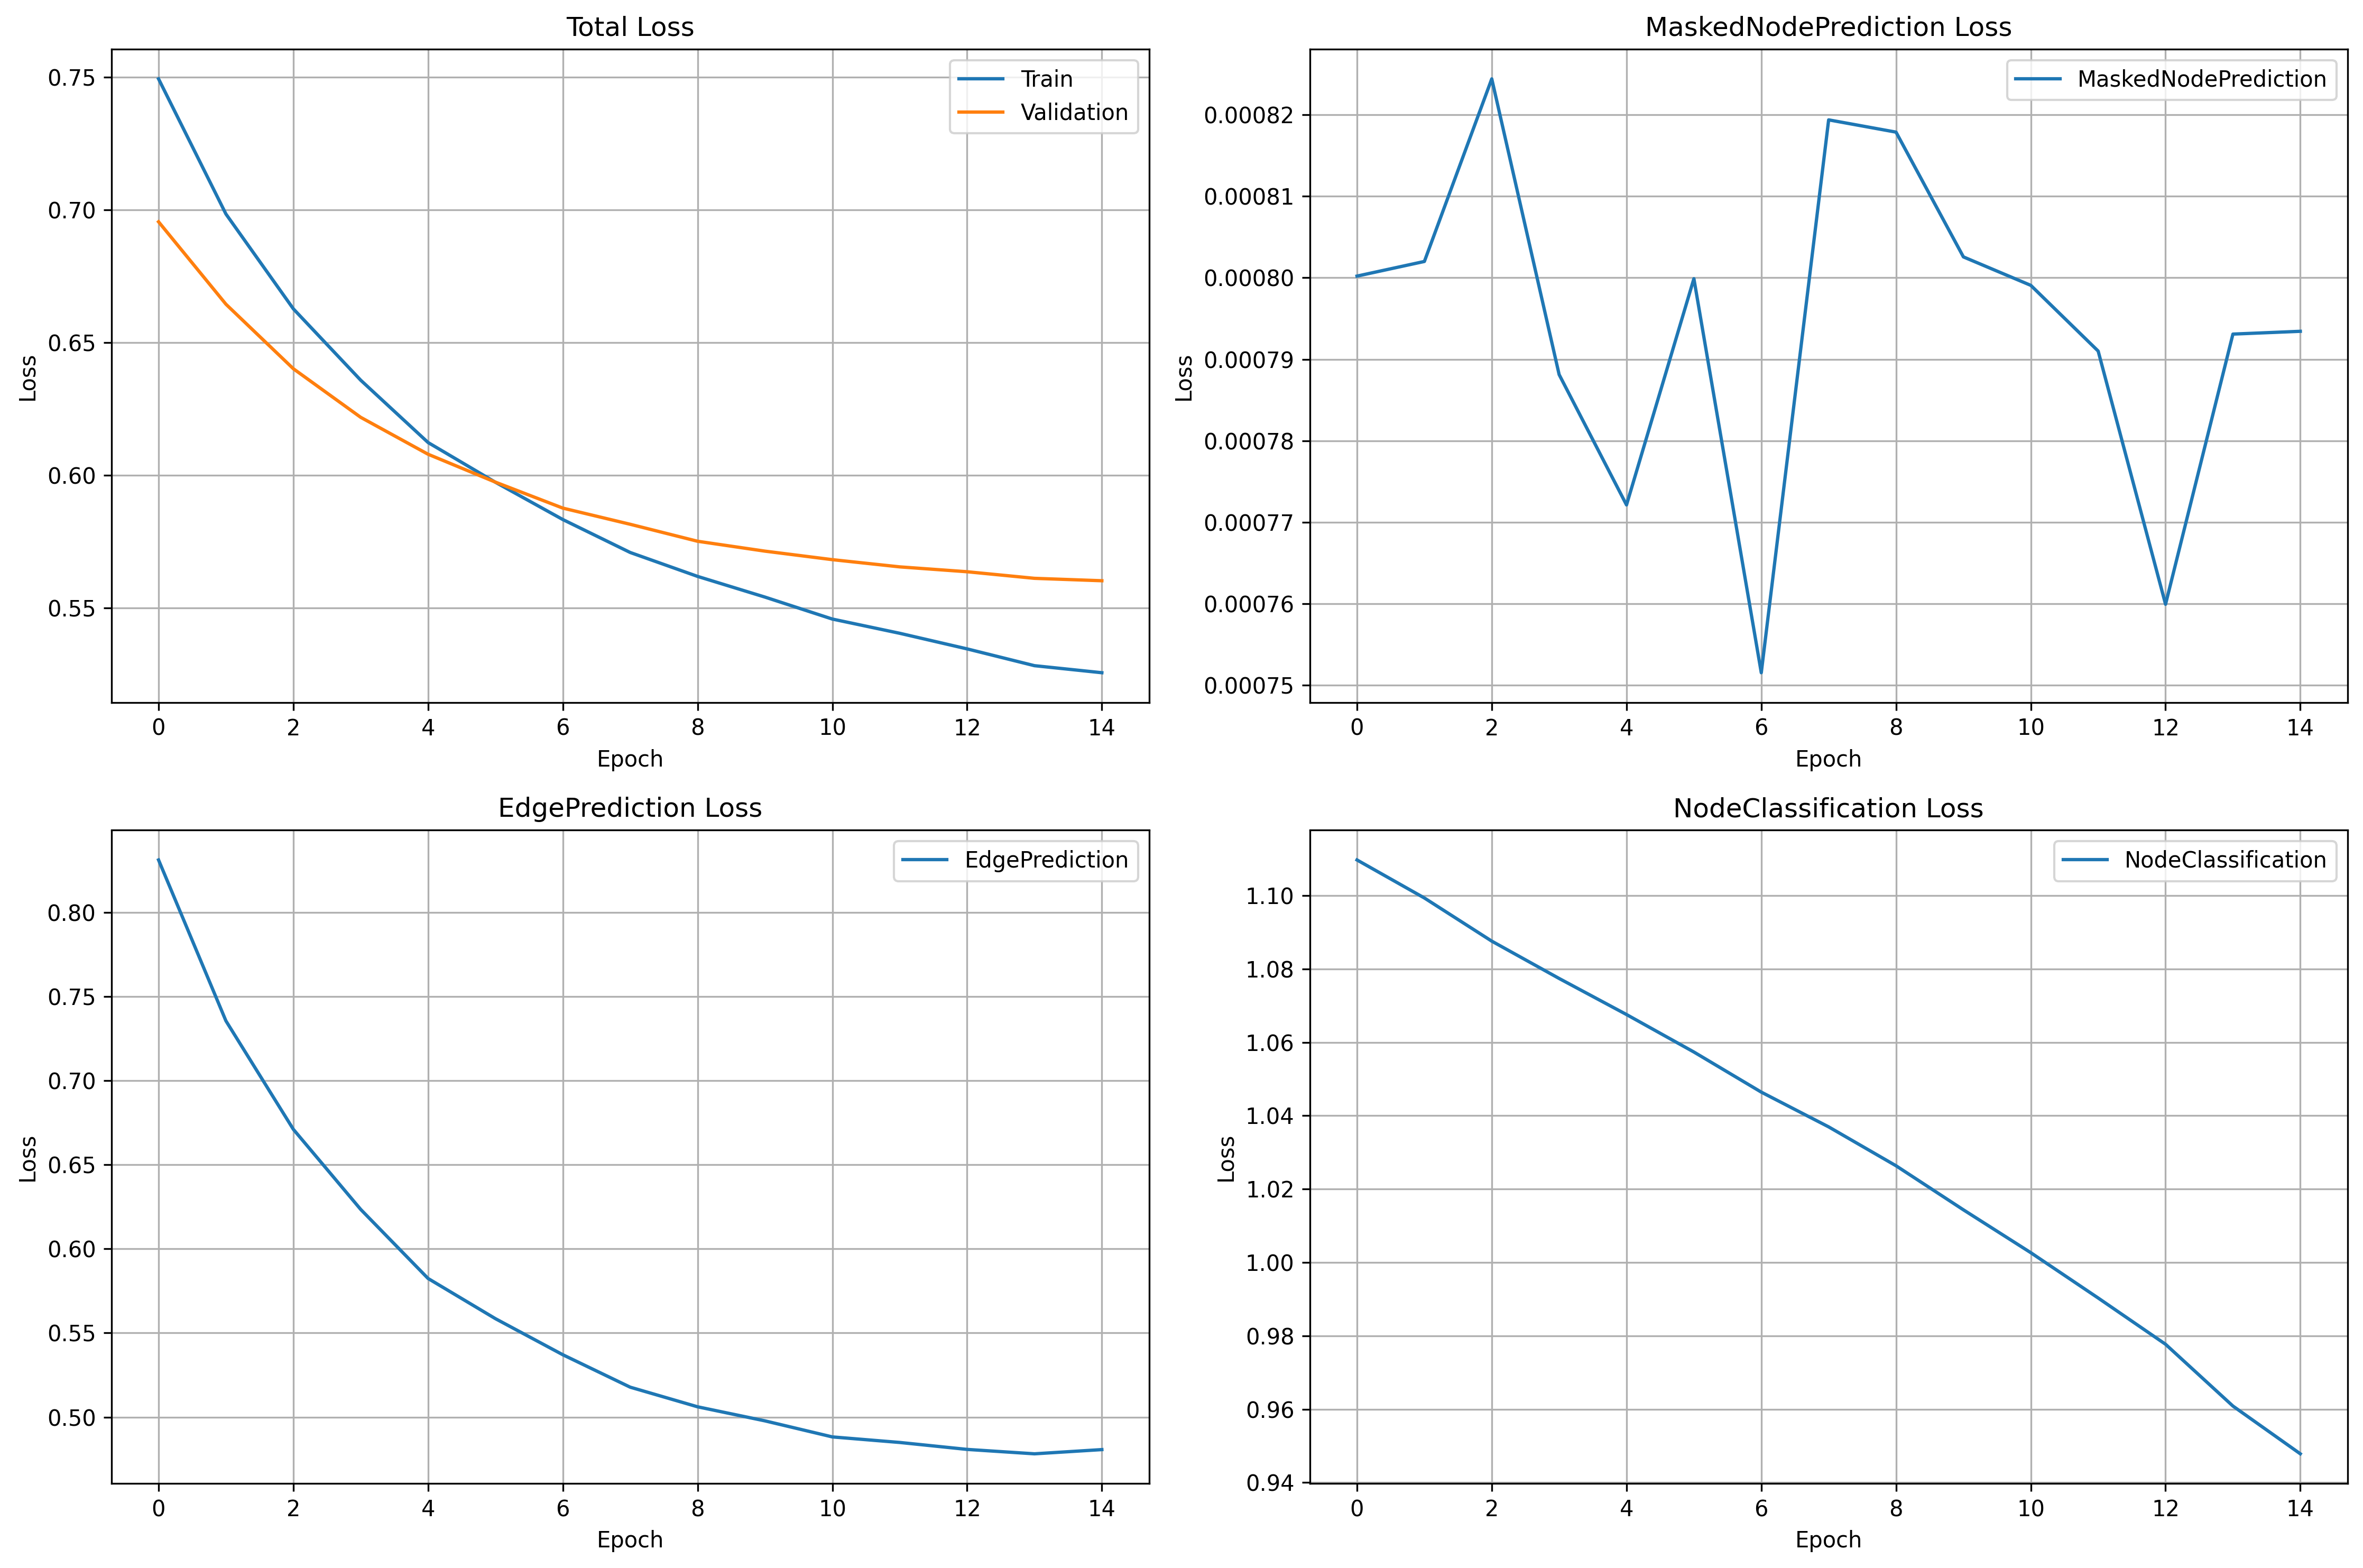 Total Loss
Train
Validation
0.75
0.70
0.65
0.60
0.55
Loss
0 2 4 6 8 10 12 14
Epoch
MaskedNodePrediction Loss
MaskedNodePrediction
0.00082
0.00081
0.00080
0.00079
0.00078
0.00077
0.00076
0.00075
Loss
0 2 4 6 8 10 12 14
Epoch
EdgePrediction Loss
EdgePrediction
0.80
0.75
0.70
0.65
0.60
0.55
0.50
Loss
0 2 4 6 8 10 12 14
Epoch
NodeClassification Loss
NodeClassification
1.10
1.08
1.06
1.04
1.02
1.00
0.98
0.96
0.94
Loss
0 2 4 6 8 10 12 14
Epoch